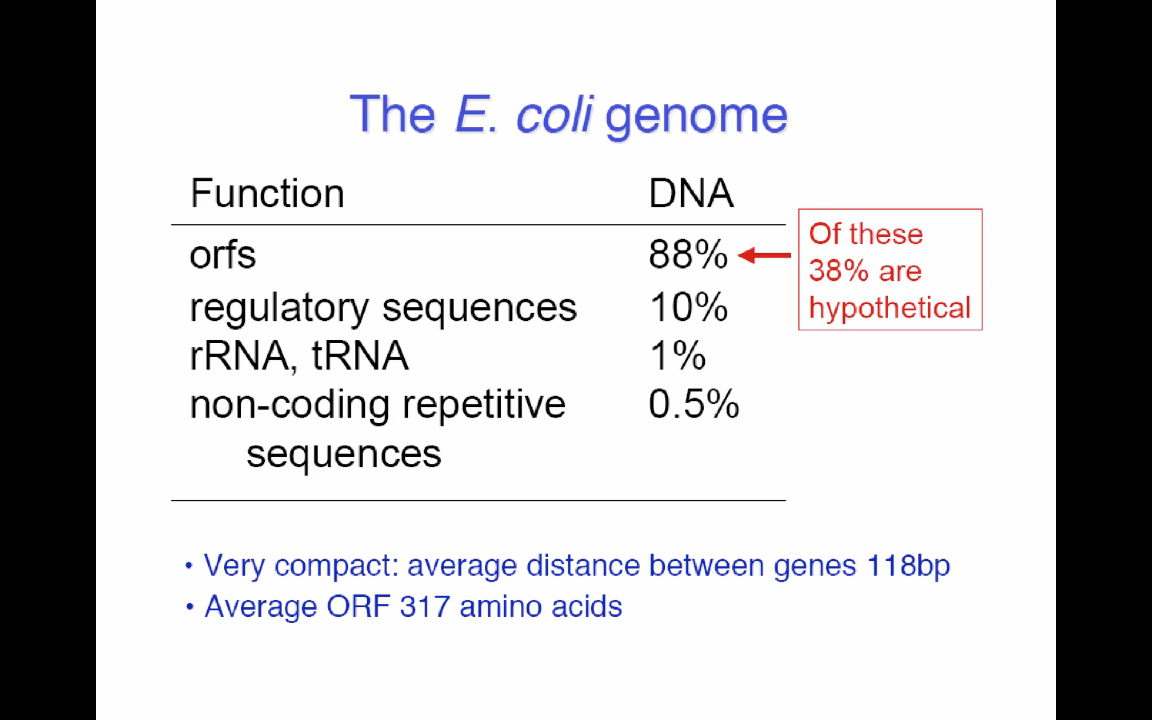 The E. coli genome
Function DNA
orfs 88%
Of these
38% are
hypothetical
regulatory sequences 10%
rRNA, tRNA 1%
non-coding repetitive 0.5%
sequences
• Very compact: average distance between genes 118bp
• Average ORF 317 amino acids